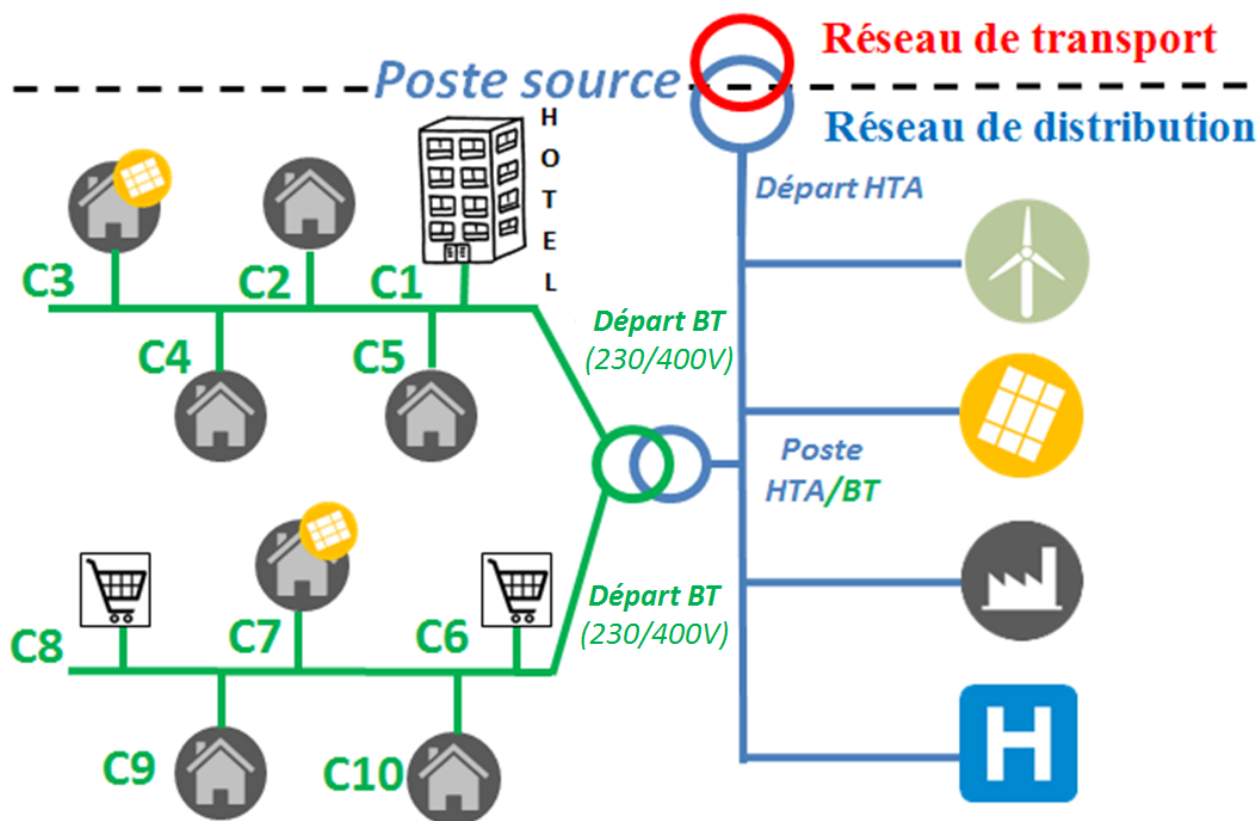 Réseau de transport
Poste source
Réseau de distribution
HOTEL
Départ HTA
C3
C2
C1
C4
C5
Départ BT
(230/400V)
Poste
HTA/BT
Départ BT
(230/400V)
C8
C7
C6
C9
C10
H